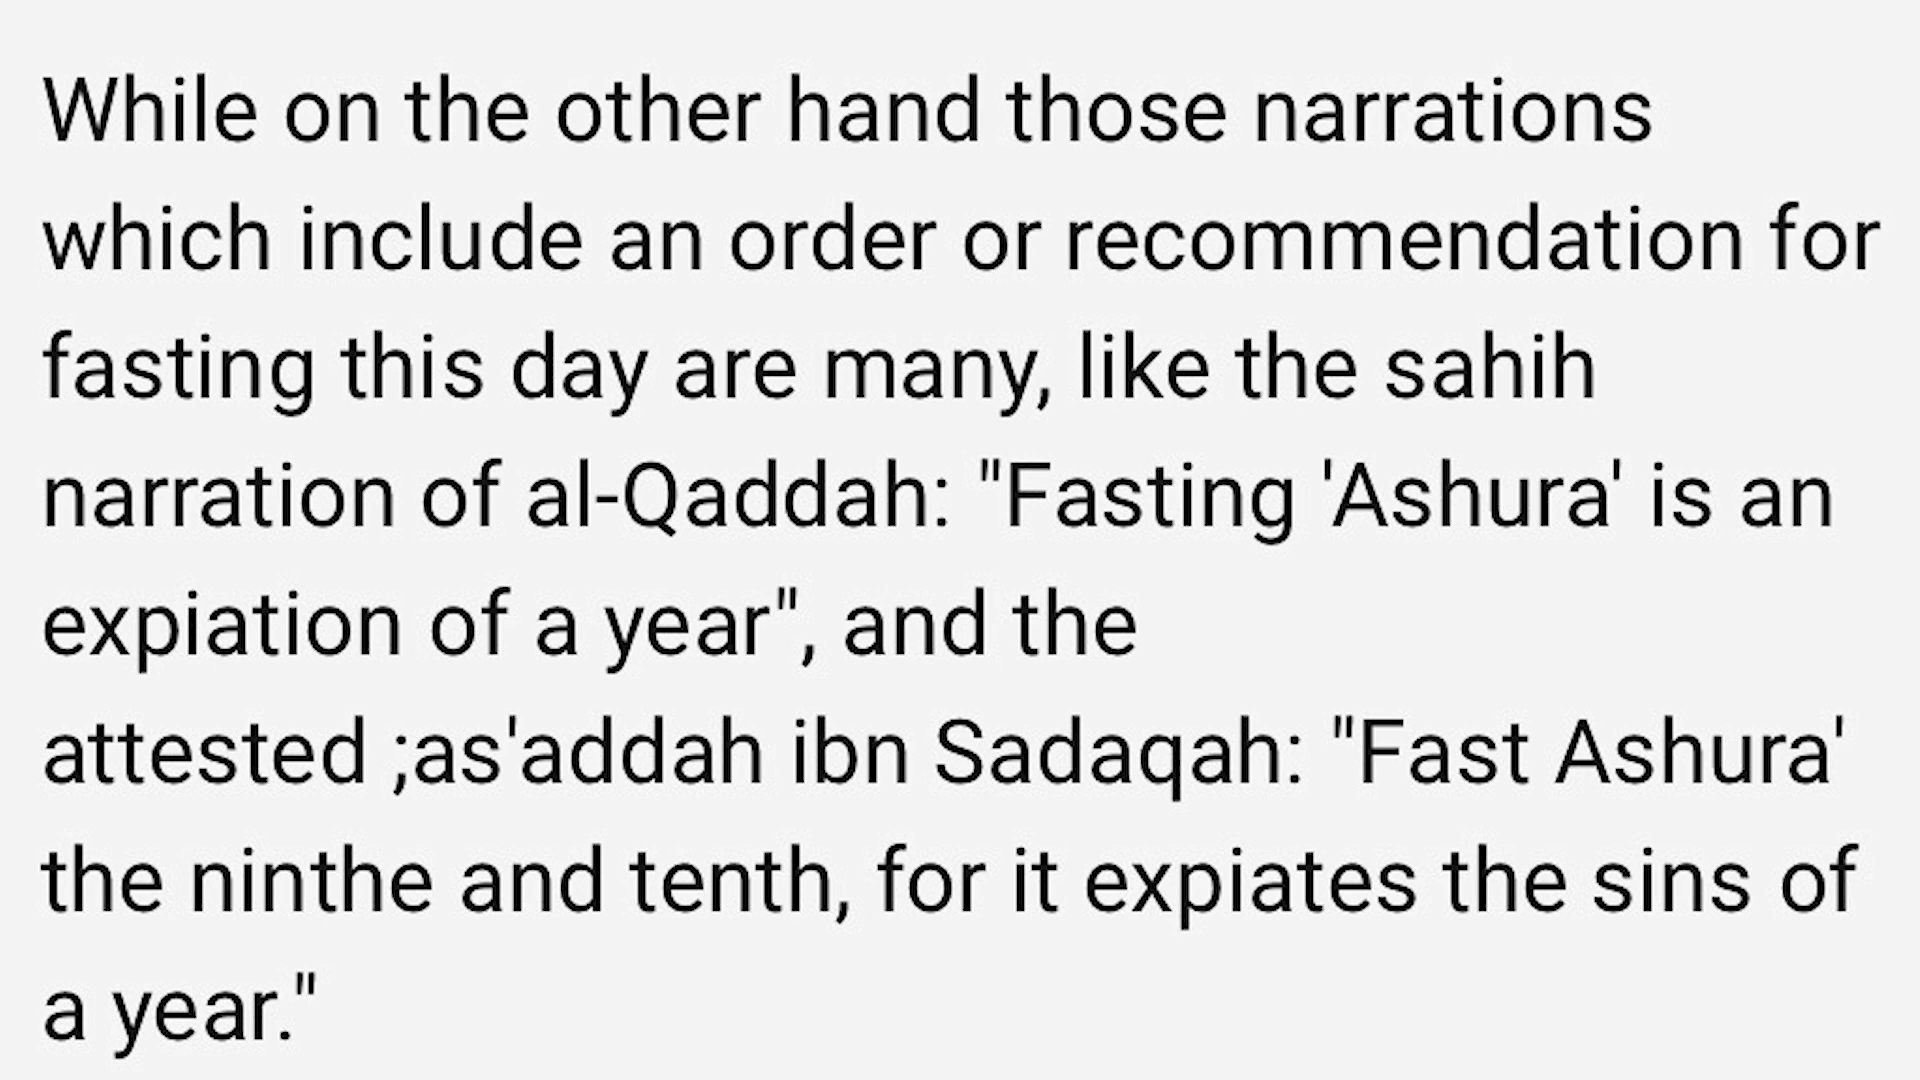 While on the other hand those narrations
which include an order or recommendation for
fasting this day are many, like the sahih
narration of al-Qaddah: "Fasting 'Ashura' is an
expiation of a year", and the
attested ;as'addah ibn Sadaqah: "Fast Ashura'
the ninthe and tenth, for it expiates the sins of
a year."